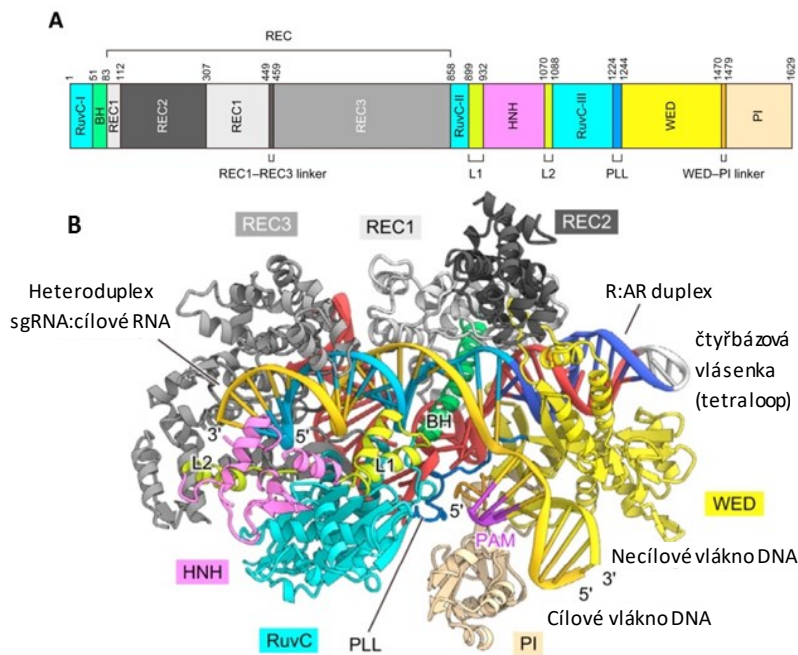 A
REC
1
51
83
112
307
449
459
858
899
932
1070
1088
1224
1244
1470
1479
1629
RuvC-I
BH
REC1
REC2
REC1
REC3
RuvC-II
HNH
RuvC-III
WED
PI
REC1–REC3 linker
L1
L2
PLL
WED–PI linker
B
REC3
REC1
REC2
Heteroduplex
sgRNA:cílové RNA
R:AR duplex
čtyřbázová
vlásenka
(tetraloop)
3'
5'
BH
L2
L1
5'
PAM
WED
HNH
Necílové vlákno DNA
3'
5'
Cílové vlákno DNA
RuvC
PLL
PI